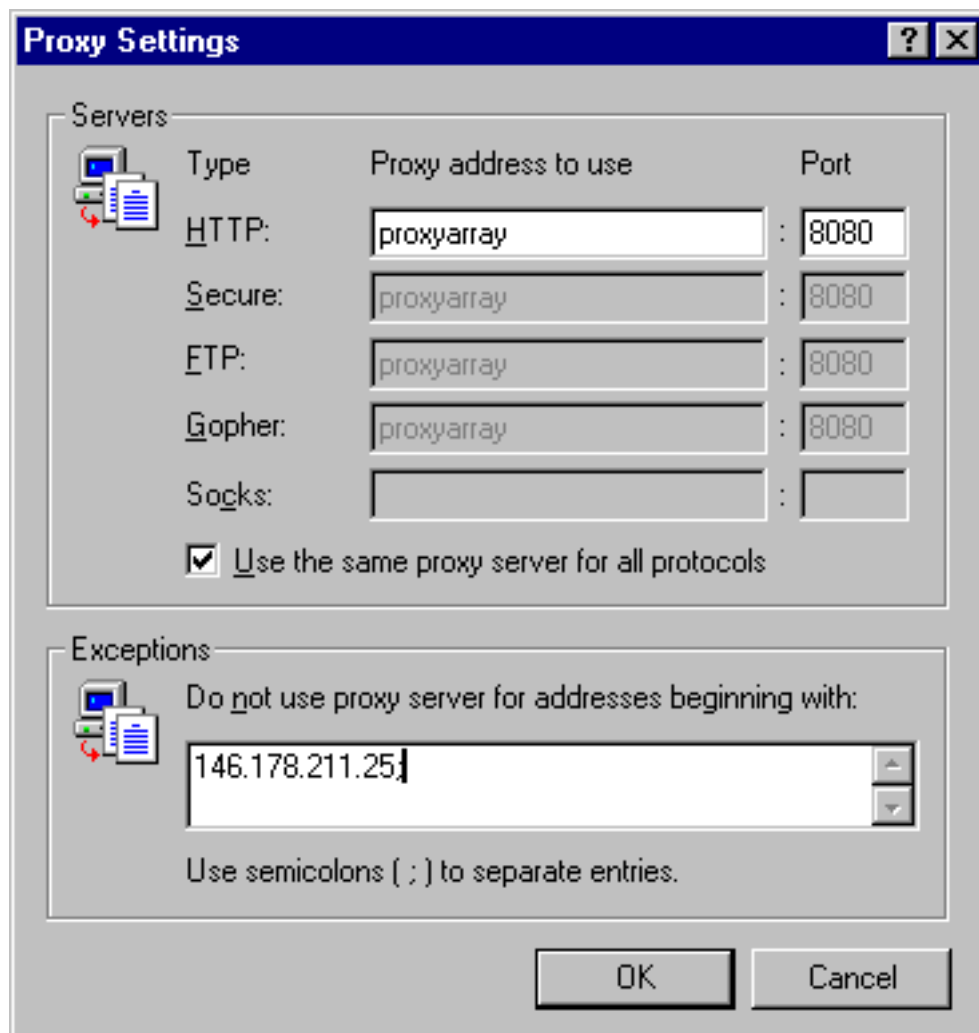 Proxy Settings
Servers
Type Proxy address to use Port
HTTP: proxyarray : 8080
Secure: proxyarray : 8080
FTP: proxyarray : 8080
Gopher: proxyarray : 8080
Socks: :
Use the same proxy server for all protocols
Exceptions
Do not use proxy server for addresses beginning with:
146.178.211.25;
Use semicolons ( ; ) to separate entries.
OK Cancel